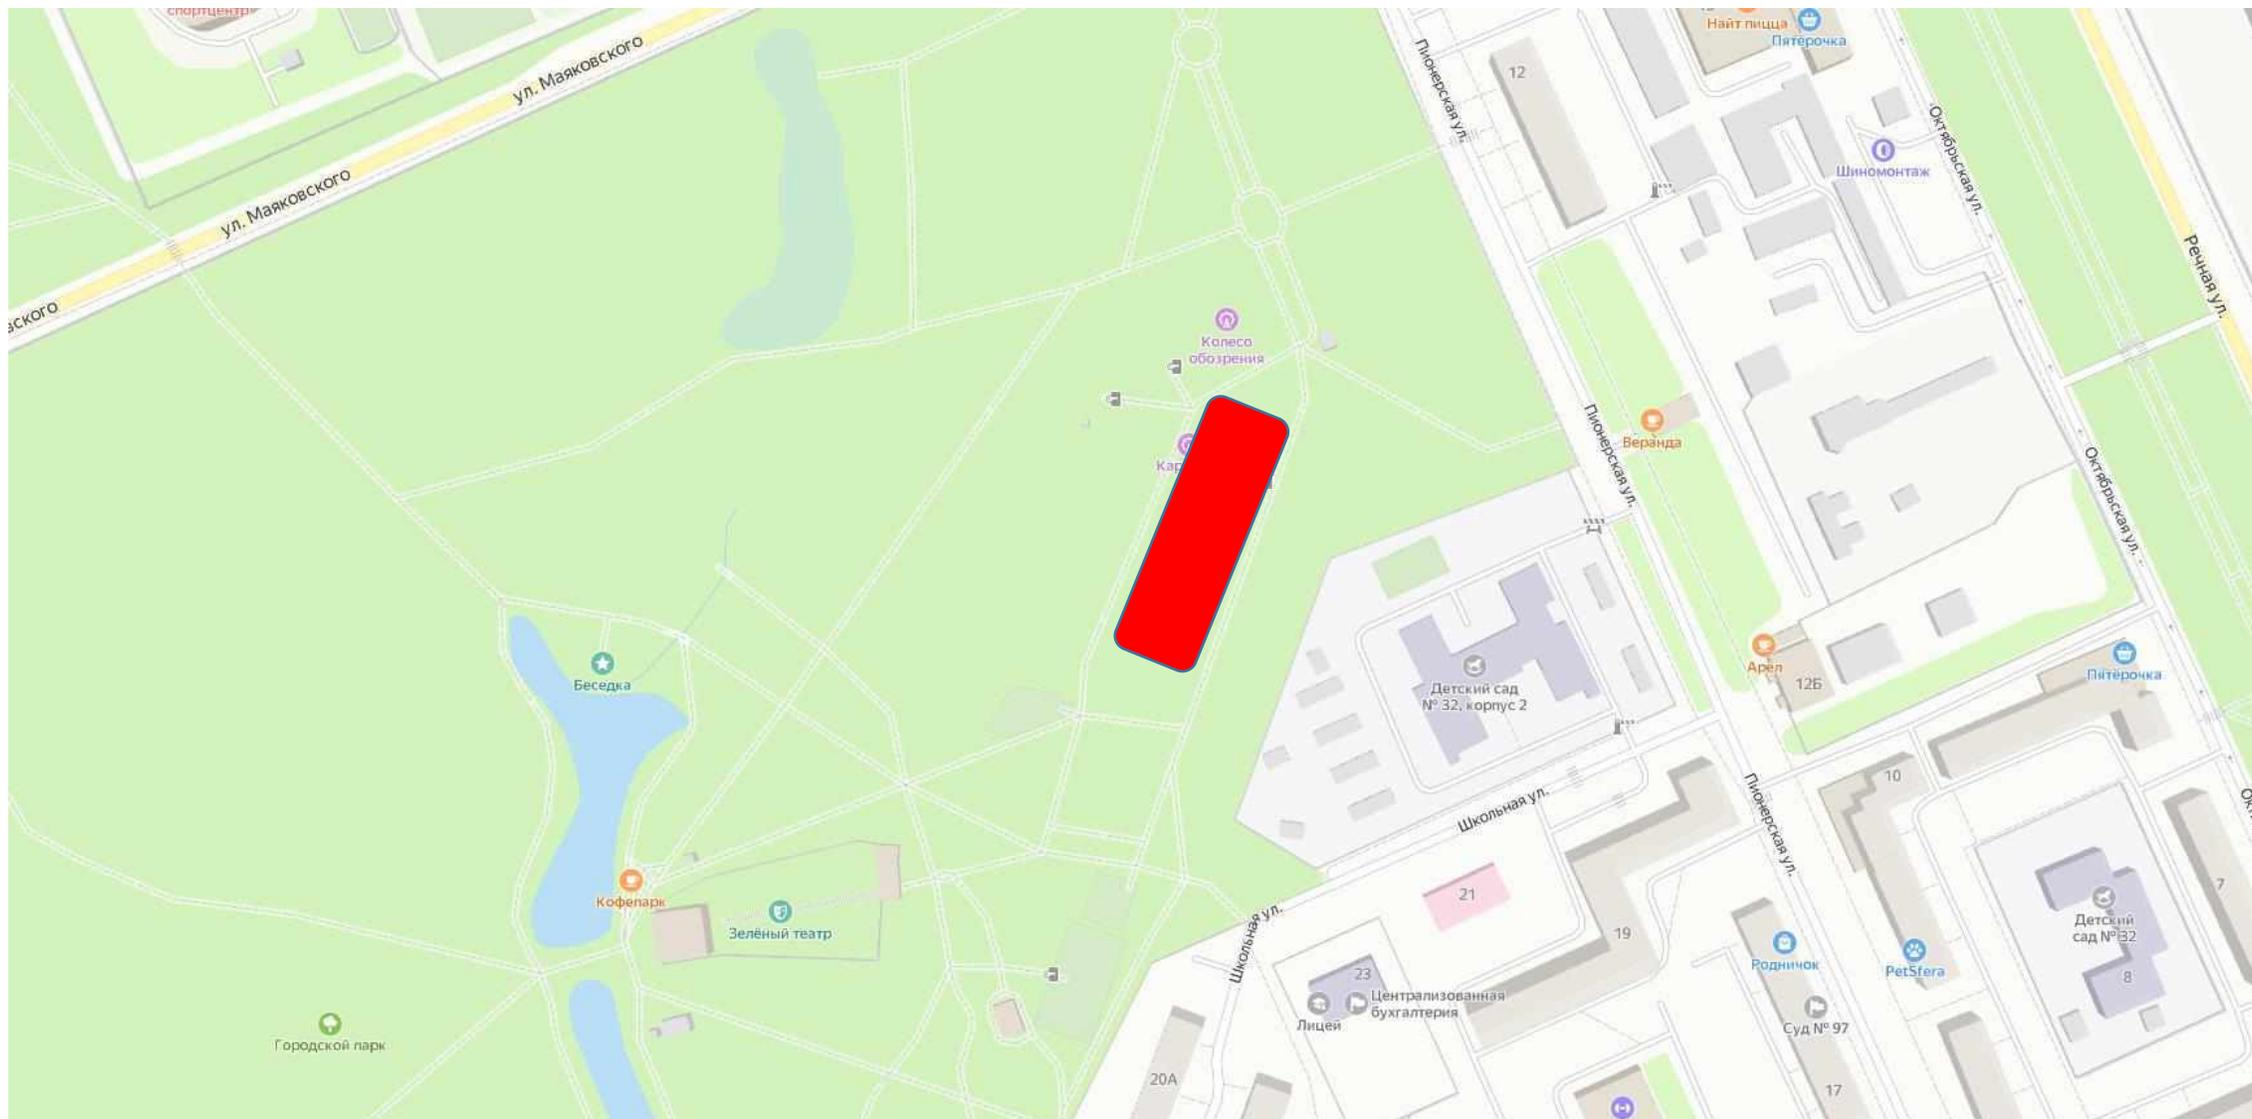 спортцентр
ул. Маяковского
ул. Маяковского
вского
Пионерская ул.
12
Найт пицца
Пятёрочка
Шиномонтаж
Октябрьская ул.
Речная ул.
Колесо
обозрения
Кар
Пионерская ул.
Веранда
Октябрьская ул.
Беседка
Детский сад
№ 32, корпус 2
Арел
12Б
Пятёрочка
Школьная ул.
Пионерская ул.
10
Ок
7
Кофепарк
Зелёный театр
21
19
Школьная ул.
23
Централизованная
бухгалтерия
Лицей
Родничок
PetSfera
Детский
сад № 32
8
Суд № 97
Городской парк
20А
17